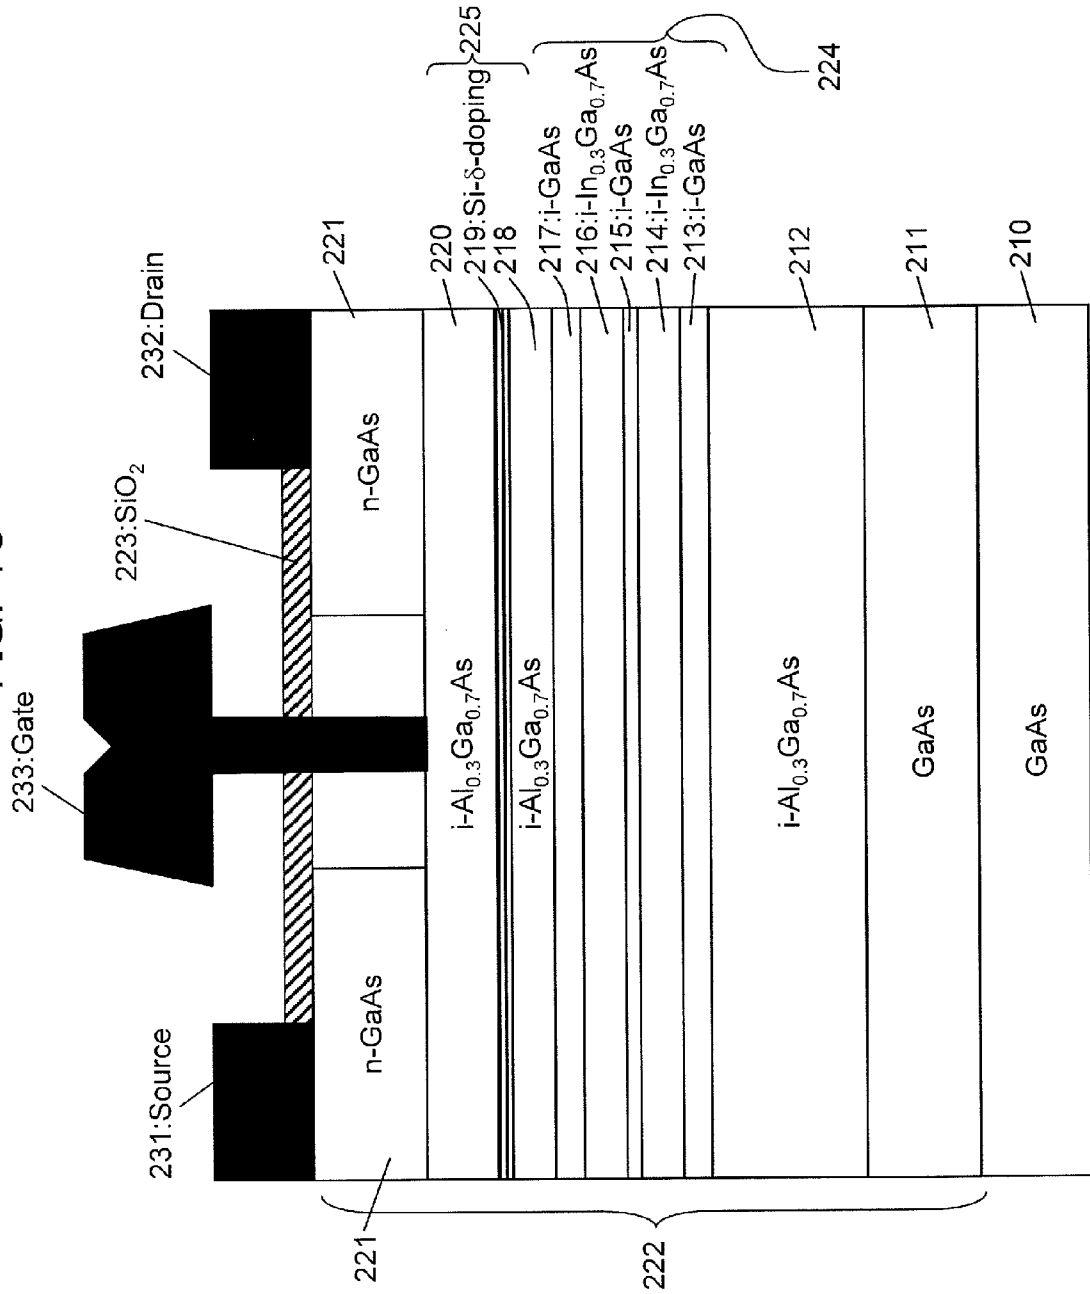 233:Gate
223:SiO2
232:Drain
231:Source
n-GaAs
n-GaAs
221
221
i-Al0.3Ga0.7As
220
219:Si-δ-doping
225
218
i-Al0.3Ga0.7As
217:i-GaAs
216:i-In0.3Ga0.7As
215:i-GaAs
214:i-In0.3Ga0.7As
213:i-GaAs
224
i-Al0.3Ga0.7As
212
GaAs
211
GaAs
210
222